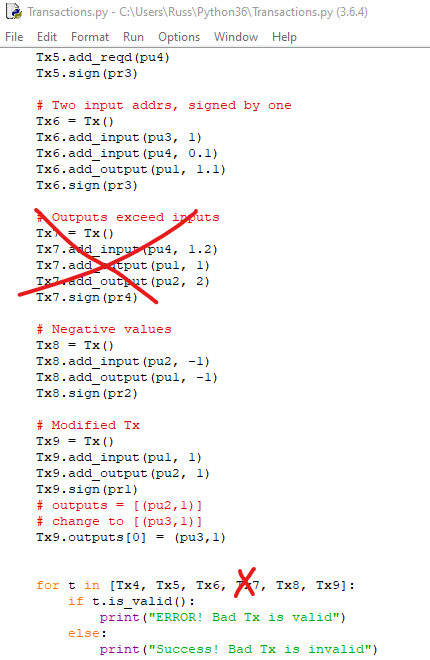 Transactions.py - C:\Users\Russ\Python36\Transactions.py (3.6.4)
File Edit Format Run Options Window Help
Tx5.add_reqd(pu4)
Tx5.sign(pr3)
# Two input addrs, signed by one
Tx6 = Tx()
Tx6.add_input(pu3, 1)
Tx6.add_input(pu4, 0.1)
Tx6.add_output(pu1, 1.1)
Tx6.sign(pr3)
# Outputs exceed inputs
Tx7 = Tx()
Tx7.add_input(pu4, 1.2)
Tx7.add_output(pu1, 1)
Tx7.add_output(pu2, 2)
Tx7.sign(pr4)
# Negative values
Tx8 = Tx()
Tx8.add_input(pu2, -1)
Tx8.add_output(pu1, -1)
Tx8.sign(pr2)
# Modified Tx
Tx9 = Tx()
Tx9.add_input(pu1, 1)
Tx9.add_output(pu2, 1)
Tx9.sign(pr1)
# outputs = [(pu2,1)]
# change to [(pu3,1)]
Tx9.outputs[0] = (pu3,1)
for t in [Tx4, Tx5, Tx6, Tx7, Tx8, Tx9]:
    if t.is_valid():
        print("ERROR! Bad Tx is valid")
    else:
        print("Success! Bad Tx is invalid")